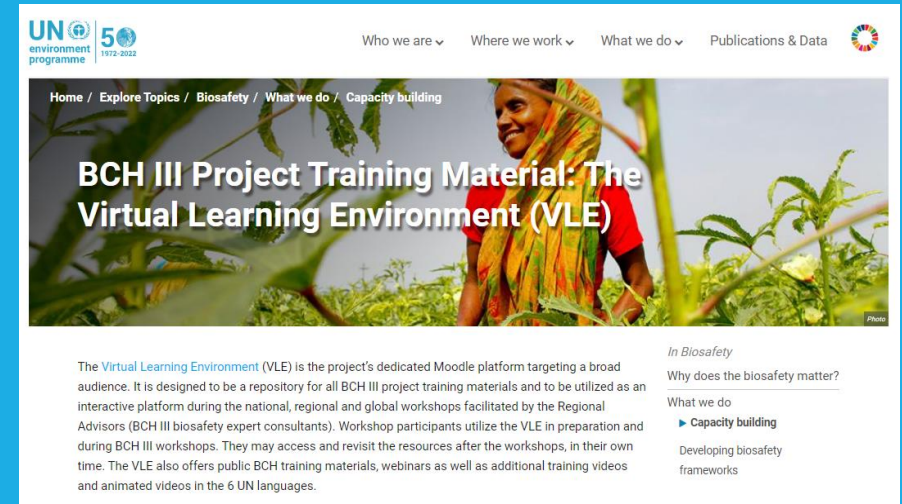 UN
environment
programme
50
1972-2022
Who we are
Where we work
What we do
Publications & Data
Home / Explore Topics / Biosafety / What we do / Capacity building
BCH III Project Training Material: The
Virtual Learning Environment (VLE)
Photo
The Virtual Learning Environment (VLE) is the project's dedicated Moodle platform targeting a broad
audience. It is designed to be a repository for all BCH III project training materials and to be utilized as an
interactive platform during the national, regional and global workshops facilitated by the Regional
Advisors (BCH III biosafety expert consultants). Workshop participants utilize the VLE in preparation and
during BCH III workshops. They may access and revisit the resources after the workshops, in their own
time. The VLE also offers public BCH training materials, webinars as well as additional training videos
and animated videos in the 6 UN languages.
In Biosafety
Why does the biosafety matter?
What we do
Capacity building
Developing biosafety
frameworks